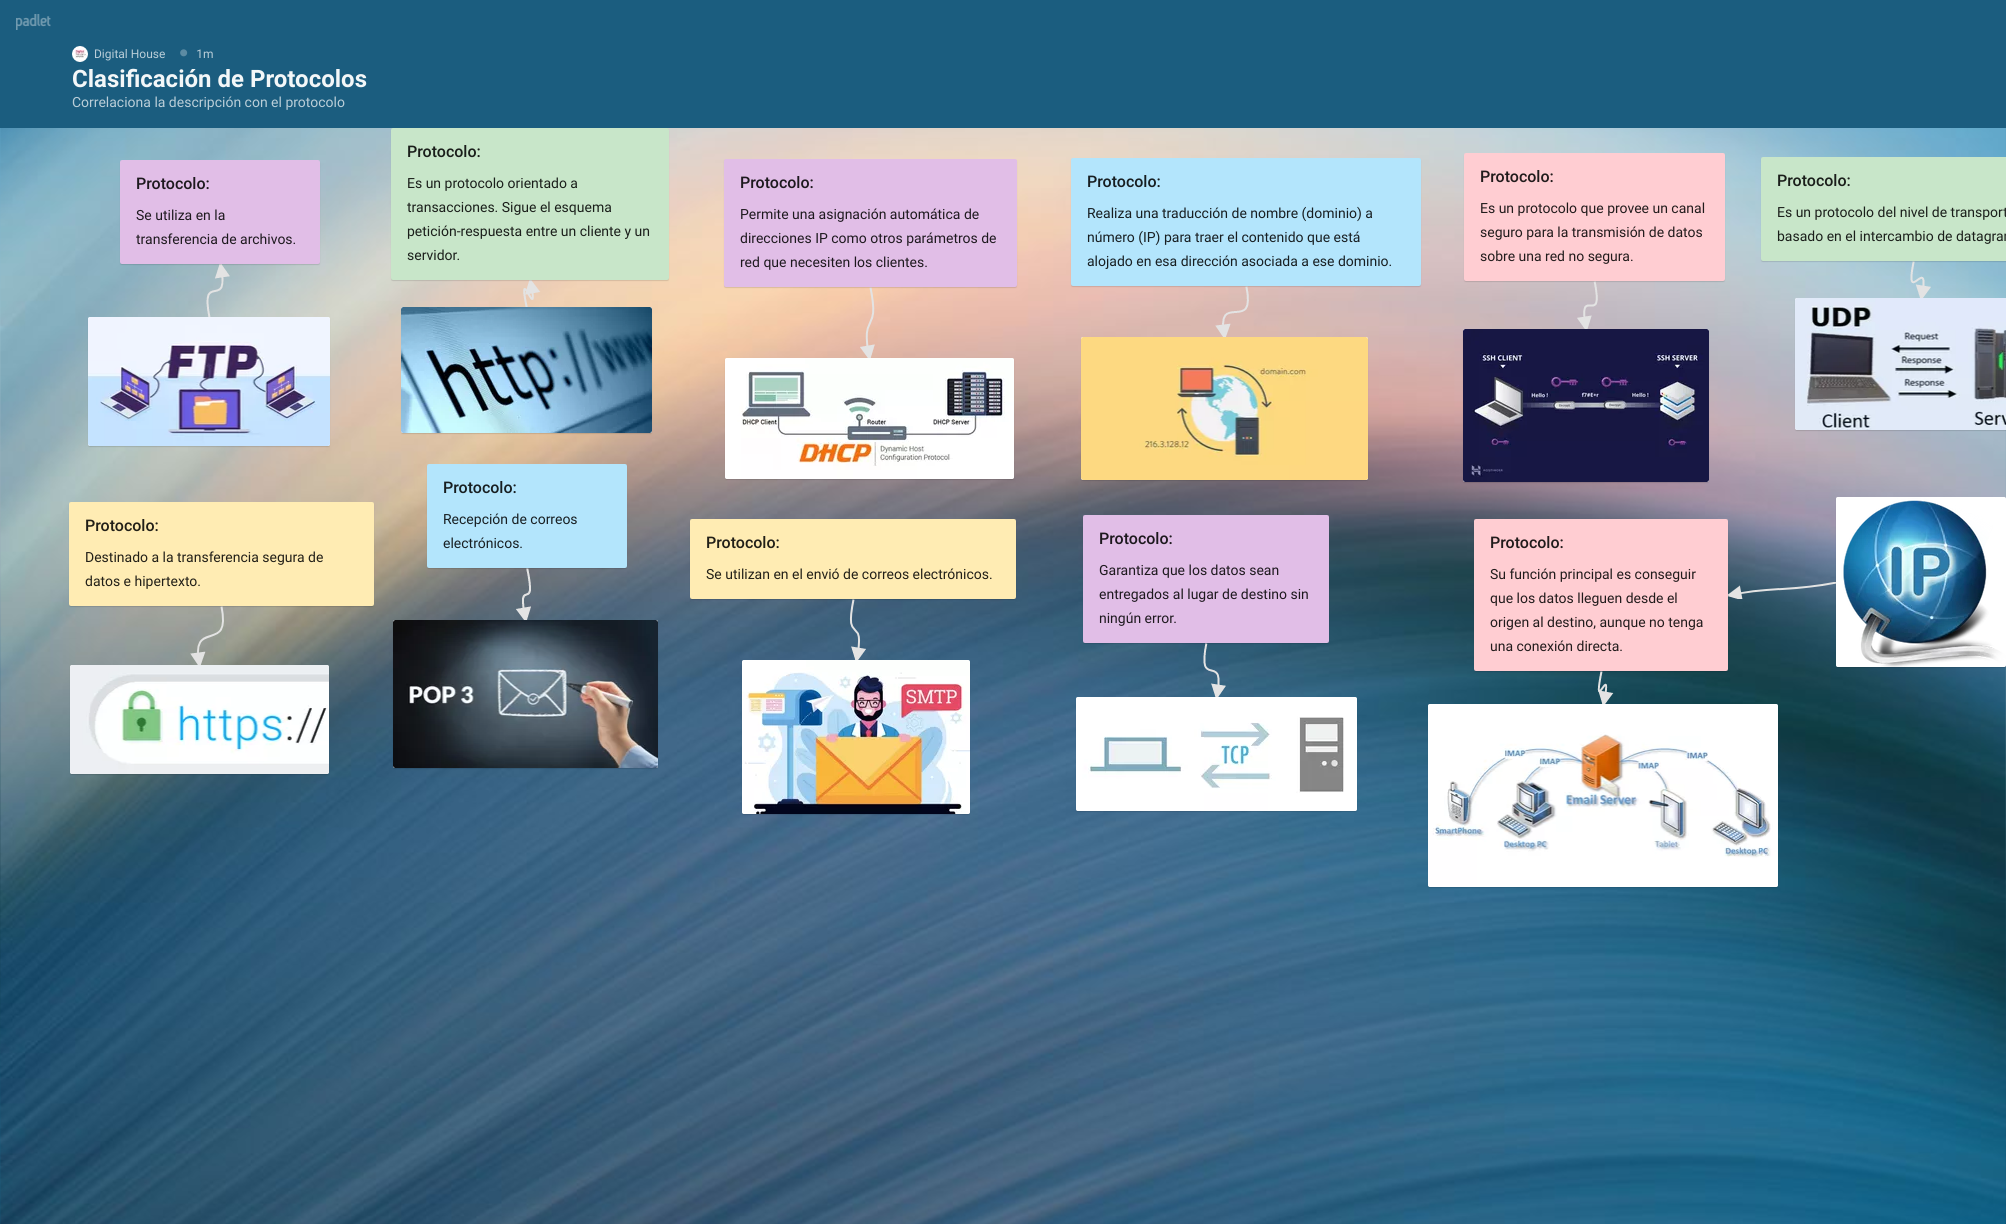 padlet
Digital House • 1m
Clasificación de Protocolos
Correlaciona la descripción con el protocolo
Protocolo:
Se utiliza en la
transferencia de archivos.
FTP
Protocolo:
Es un protocolo orientado a
transacciones. Sigue el esquema
petición-respuesta entre un cliente y un
servidor.
http://www
Protocolo:
Permite una asignación automática de
direcciones IP como otros parámetros de
red que necesiten los clientes.
DHCP Client
Router
DHCP Server
DHCP
Dynamic Host
Configuration Protocol
Protocolo:
Realiza una traducción de nombre (dominio) a
número (IP) para traer el contenido que está
alojado en esa dirección asociada a ese dominio.
domain.com
216.3.128.12
Protocolo:
Es un protocolo que provee un canal
seguro para la transmisión de datos
sobre una red no segura.
SSH CLIENT
SSH SERVER
Hello !
Hello !
Protocolo:
Es un protocolo del nivel de transport
basado en el intercambio de datagra
UDP
Request
Response
Response
Client
Serv
Protocolo:
Destinado a la transferencia segura de
datos e hipertexto.
https://
Protocolo:
Recepción de correos
electrónicos.
POP 3
Protocolo:
Se utilizan en el envió de correos electrónicos.
SMTP
Protocolo:
Garantiza que los datos sean
entregados al lugar de destino sin
ningún error.
TCP
Protocolo:
Su función principal es conseguir
que los datos lleguen desde el
origen al destino, aunque no tenga
una conexión directa.
IP
IMAP
IMAP
IMAP
IMAP
Email Server
SmartPhone
Desktop PC
Tablet
Desktop PC